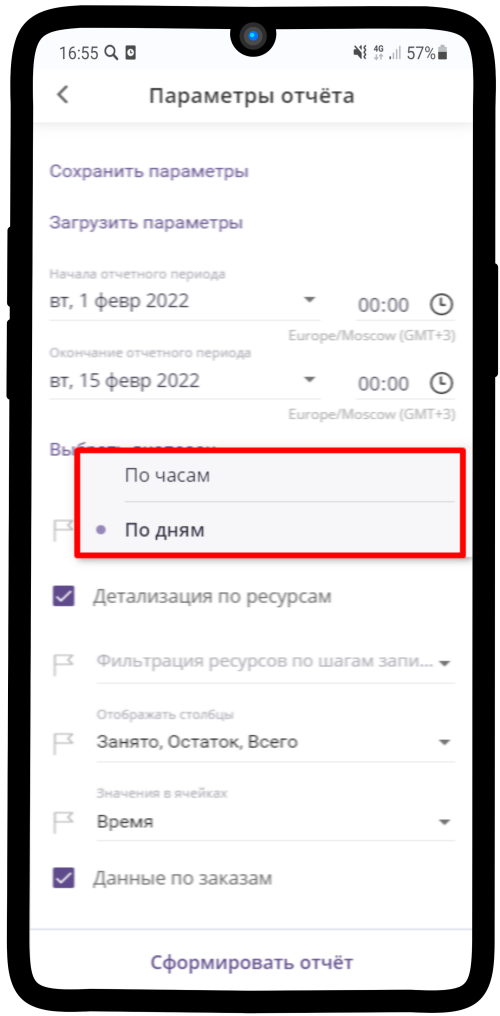 16:55 4G 57%
Параметры отчёта
Сохранить параметры
Загрузить параметры
Начала отчетного периода
вт, 1 февр 2022 00:00
Europe/Moscow (GMT+3)
Окончание отчетного периода
вт, 15 февр 2022 00:00
Europe/Moscow (GMT+3)
По часам
По дням
Детализация по ресурсам
Фильтрация ресурсов по шагам запи...
Отображать столбцы
Занято, Остаток, Всего
Значения в ячейках
Время
Данные по заказам
Сформировать отчёт